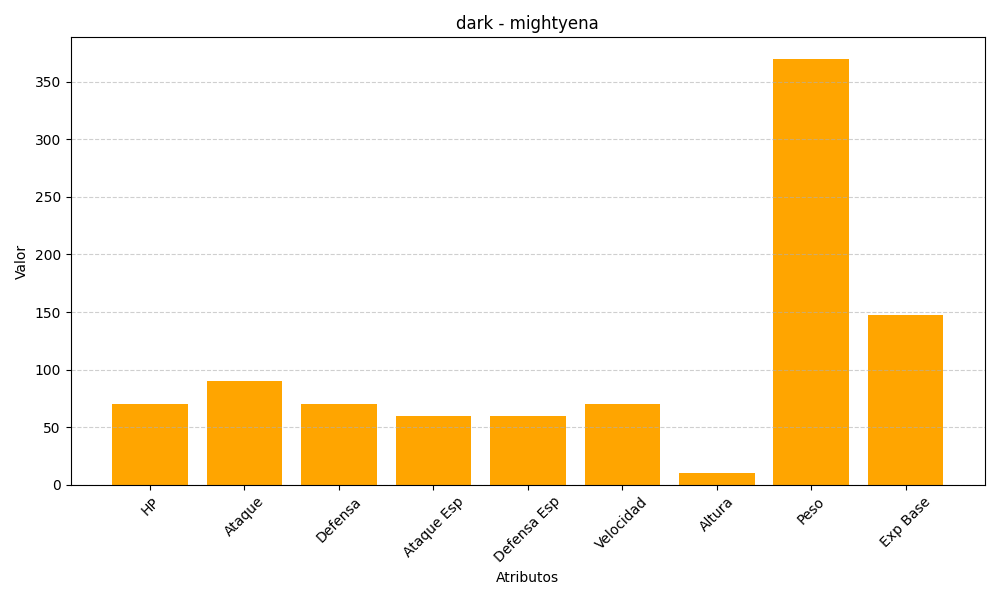 dark - mightyena
Valor
350
300
250
200
150
100
50
0
HP
Ataque
Defensa
Ataque Esp
Defensa Esp
Velocidad
Altura
Peso
Exp Base
Atributos